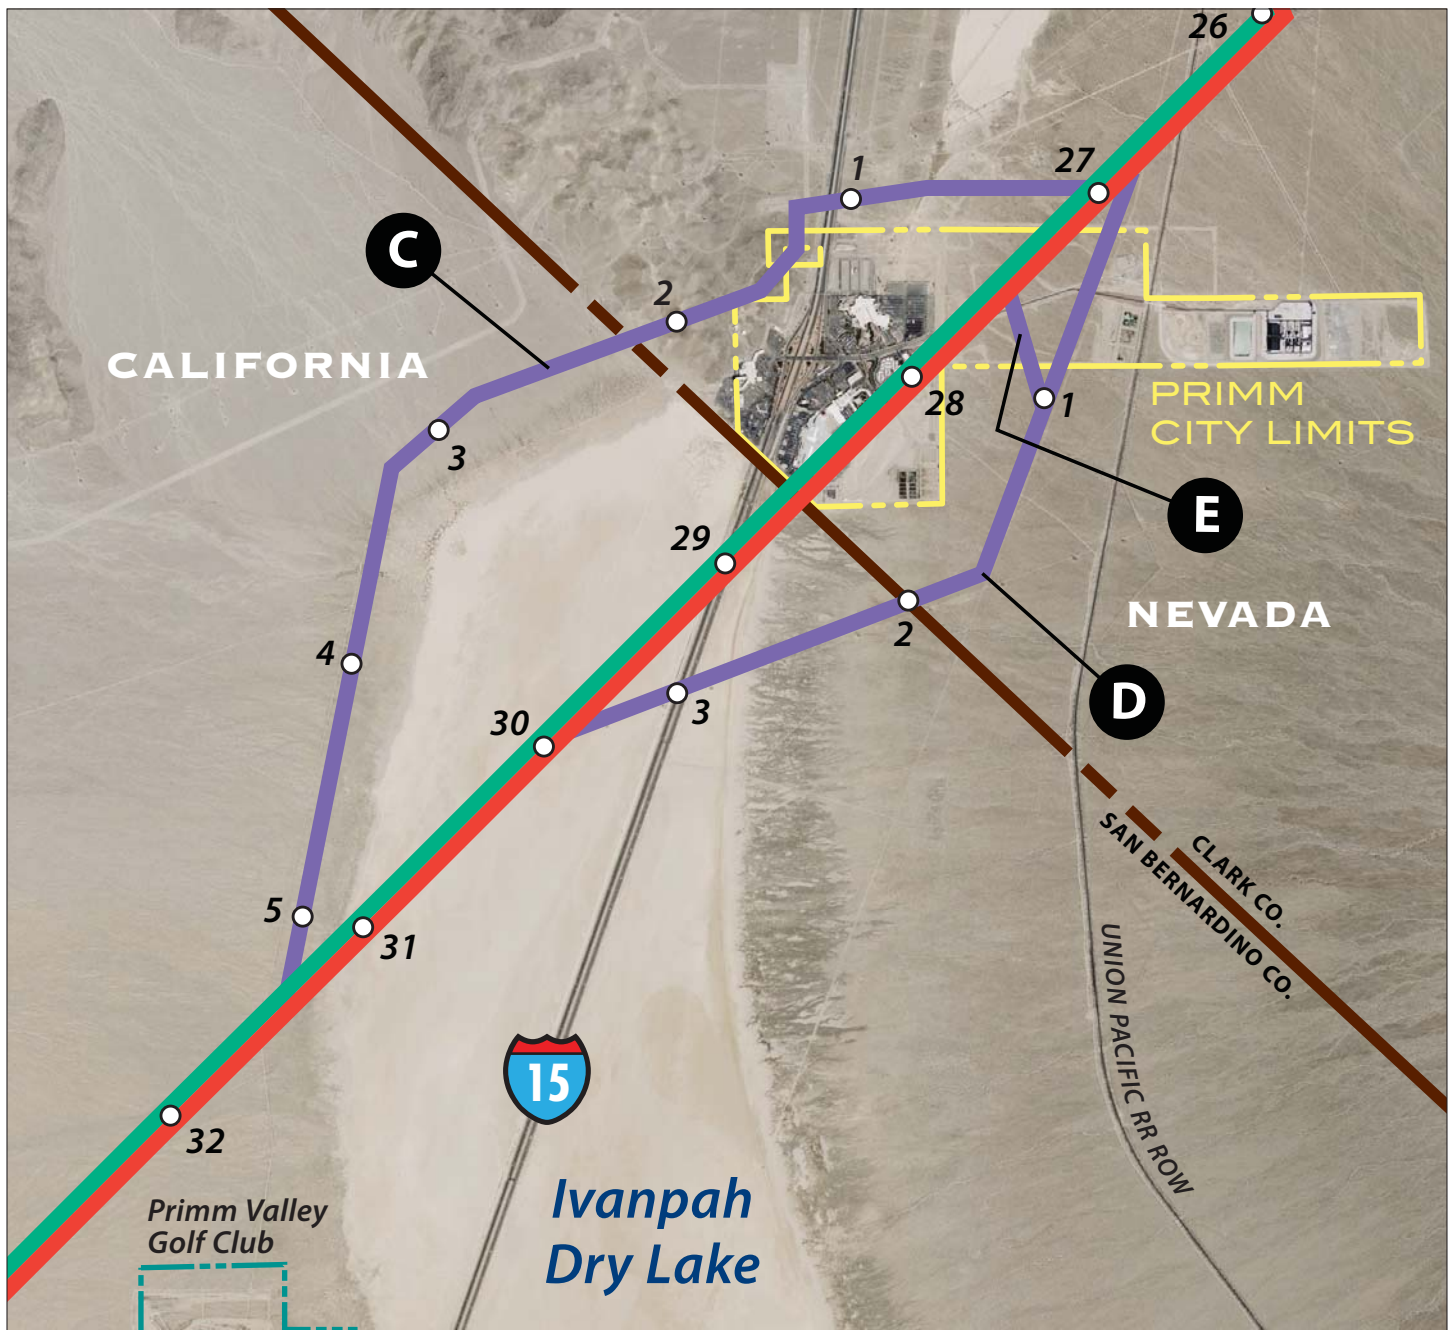 26
27
1
C
2
CALIFORNIA
28
1
PRIMM
CITY LIMITS
3
E
29
NEVADA
2
4
D
3
30
CLARK CO.
SAN BERNARDINO CO.
5
31
UNION PACIFIC RR ROW
15
32
Ivanpah
Dry Lake
Primm Valley
Golf Club